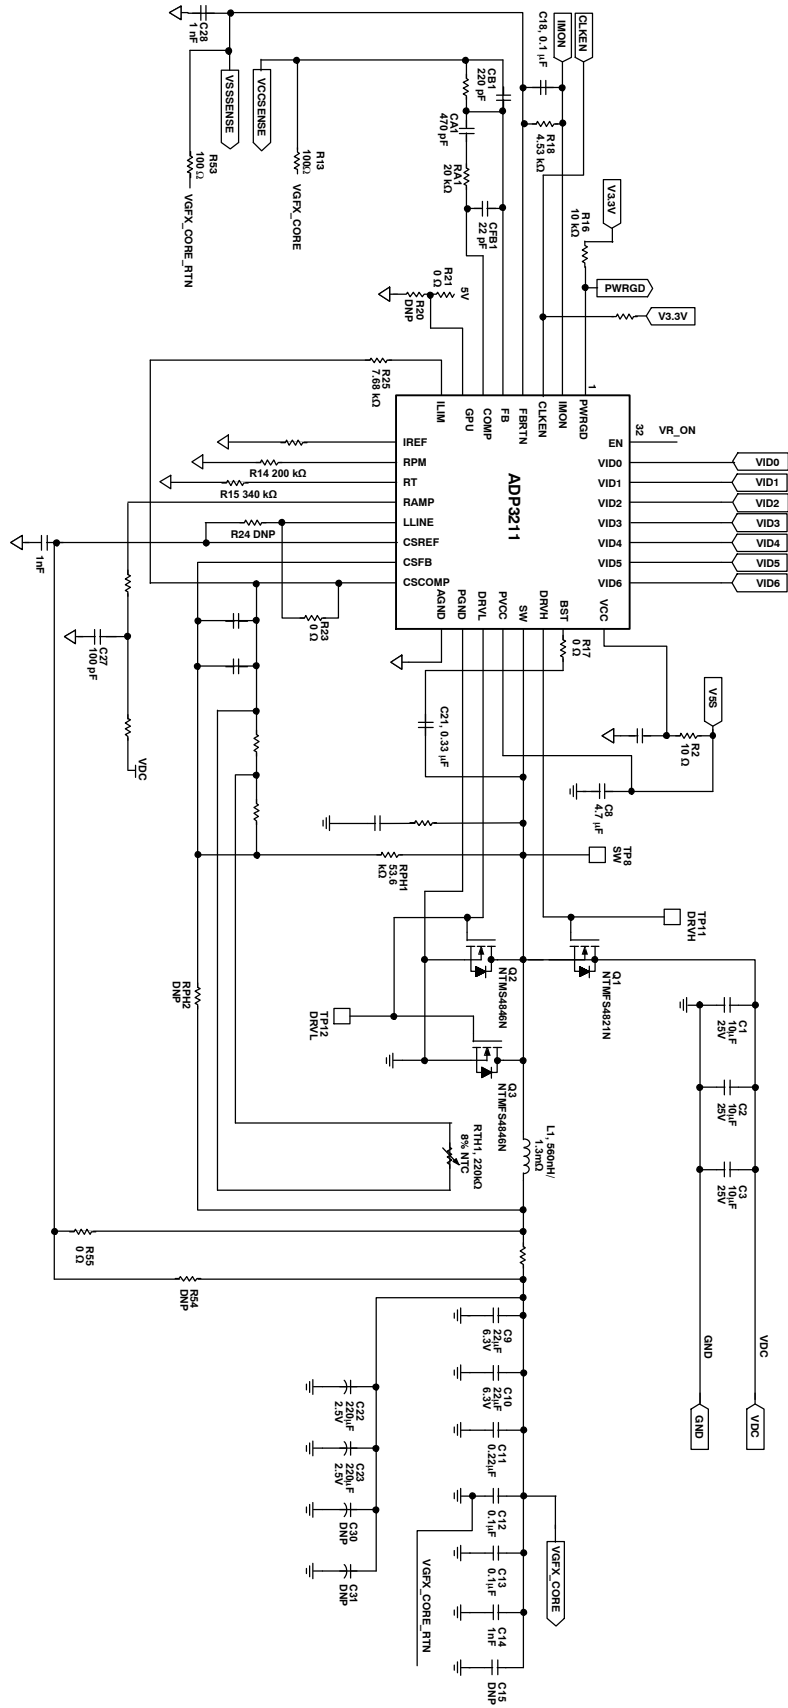 C28
1 nF
VSSSENSE
R53
100 Ω
VGFX_CORE_RTN
VCCSENSE
R13
100Ω
VGFX_CORE
CB1
220 pF
CA1
470 pF
RA1
20 kΩ
CFB1
22 pF
C18, 0.1 μF
IMON
CLKEN
R18
4.53 kΩ
V3.3V
R16
10 kΩ
PWRGD
V3.3V
5V
R21
0 Ω
R20
DNP
R25
7.68 kΩ
1
ILIM
GPU
COMP
FB
FBRTN
CLKEN
IMON
PWRGD
32
VR_ON
EN
VID0
VID1
VID2
VID3
VID4
VID5
VID6
VID0
VID1
VID2
VID3
VID4
VID5
VID6
ADP3211
IREF
RPM
RT
RAMP
LLINE
CSREF
CSFB
CSCOMP
R14 200 kΩ
R15 340 kΩ
R24 DNP
1nF
AGND
PGND
DRVL
PVCC
SW
DRVH
BST
VCC
R23
0 Ω
C27
100 pF
VDC
R17
0 Ω
C21, 0.33 μF
V5S
R2
10 Ω
C8
4.7 μF
RPH1
53.6
kΩ
TP8
SW
TP11
DRVH
Q1
NTMFS4821N
Q2
NTMS4846N
TP12
DRVL
Q3
NTMFS4846N
RPH2
DNP
C1
10μF
25V
C2
10μF
25V
C3
10μF
25V
L1, 560nH/
1.3mΩ
RTH1, 220kΩ
8% NTC
R55
0 Ω
R54
DNP
GND
VDC
GND
VDC
C9
22μF
6.3V
C10
22μF
6.3V
C11
0.22μF
C12
0.1μF
C13
0.1μF
C14
1nF
C15
DNP
C22
220μF
2.5V
C23
220μF
2.5V
C30
DNP
C31
DNP
VGFX_CORE
VGFX_CORE_RTN